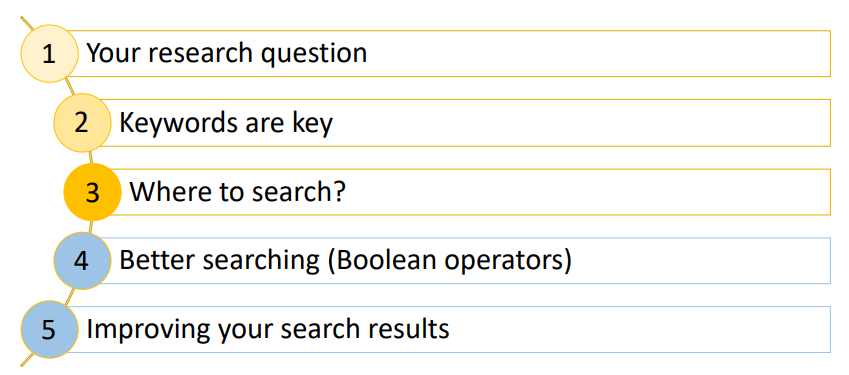 1 Your research question
2 Keywords are key
3 Where to search?
4 Better searching (Boolean operators)
5 Improving your search results